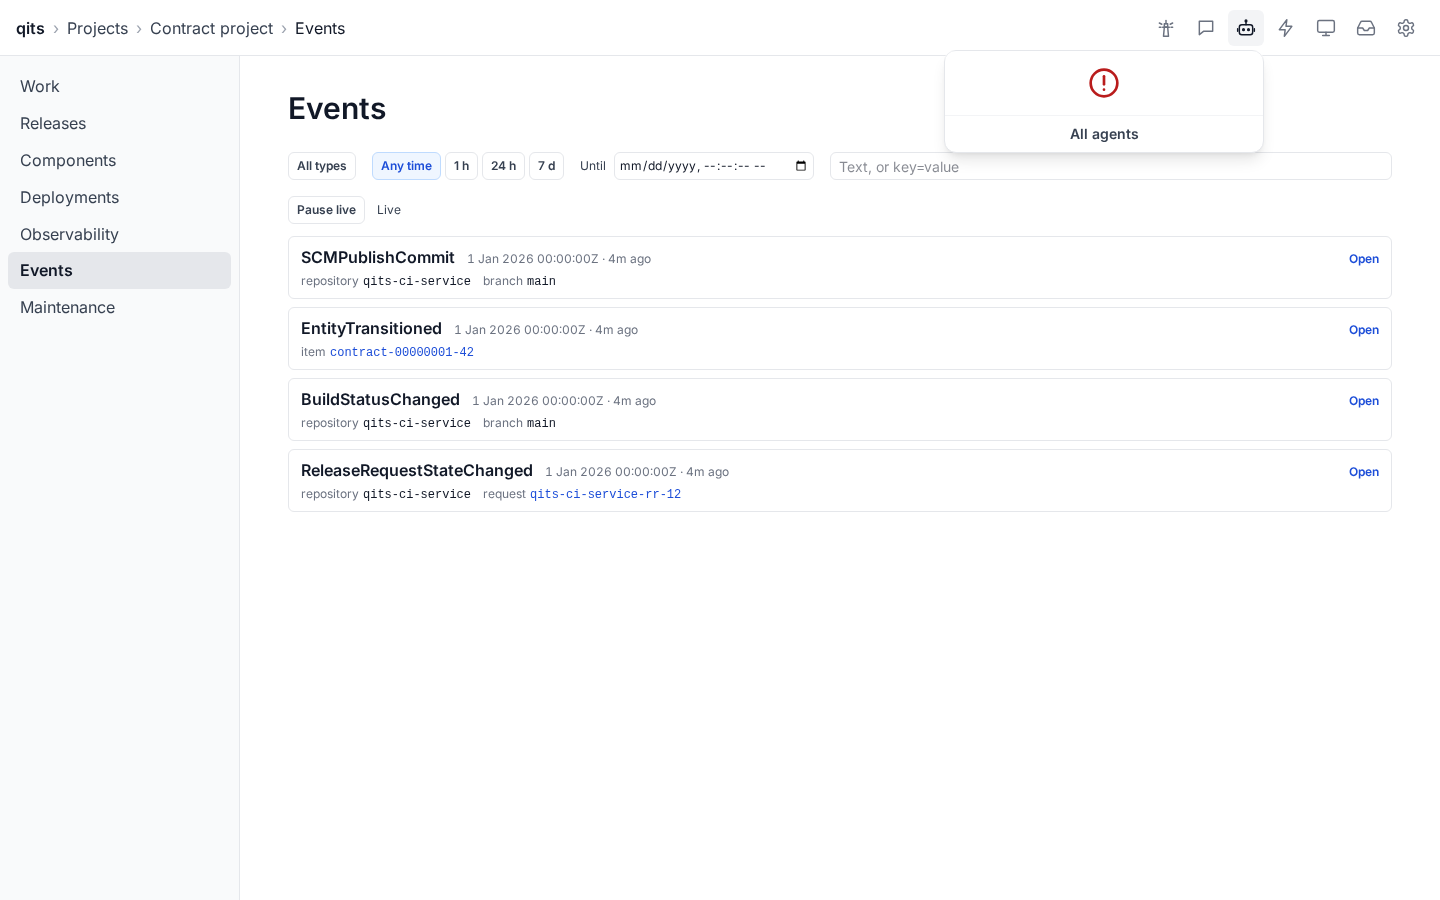 qits › Projects › Contract project › Events
Work
Releases
Components
Deployments
Observability
Events
Maintenance
All agents
Events
All types Any time 1 h 24 h 7 d Until mm/dd/yyyy, --:--:-- -- Text, or key=value
Pause live Live
SCMPublishCommit 1 Jan 2026 00:00:00Z · 4m ago Open
repository qits-ci-service branch main
EntityTransitioned 1 Jan 2026 00:00:00Z · 4m ago Open
item contract-00000001-42
BuildStatusChanged 1 Jan 2026 00:00:00Z · 4m ago Open
repository qits-ci-service branch main
ReleaseRequestStateChanged 1 Jan 2026 00:00:00Z · 4m ago Open
repository qits-ci-service request qits-ci-service-rr-12